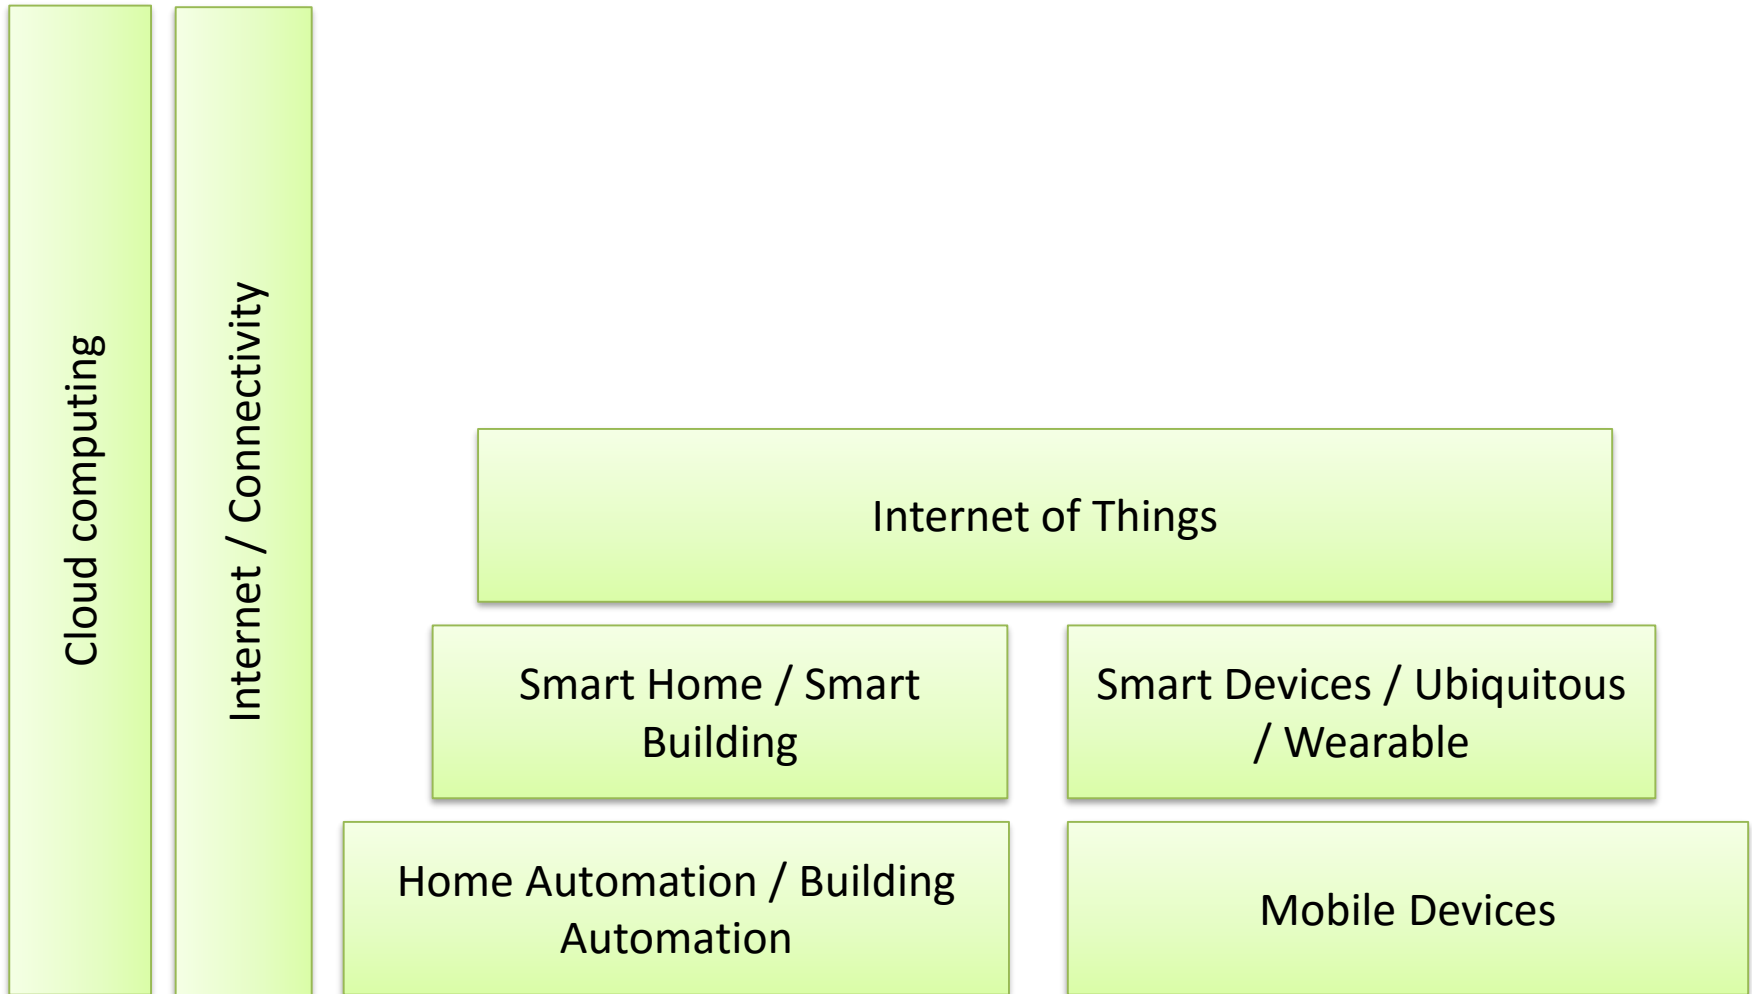 Cloud computing
Internet / Connectivity
Internet of Things
Smart Home / Smart
Building
Smart Devices / Ubiquitous
/ Wearable
Home Automation / Building
Automation
Mobile Devices